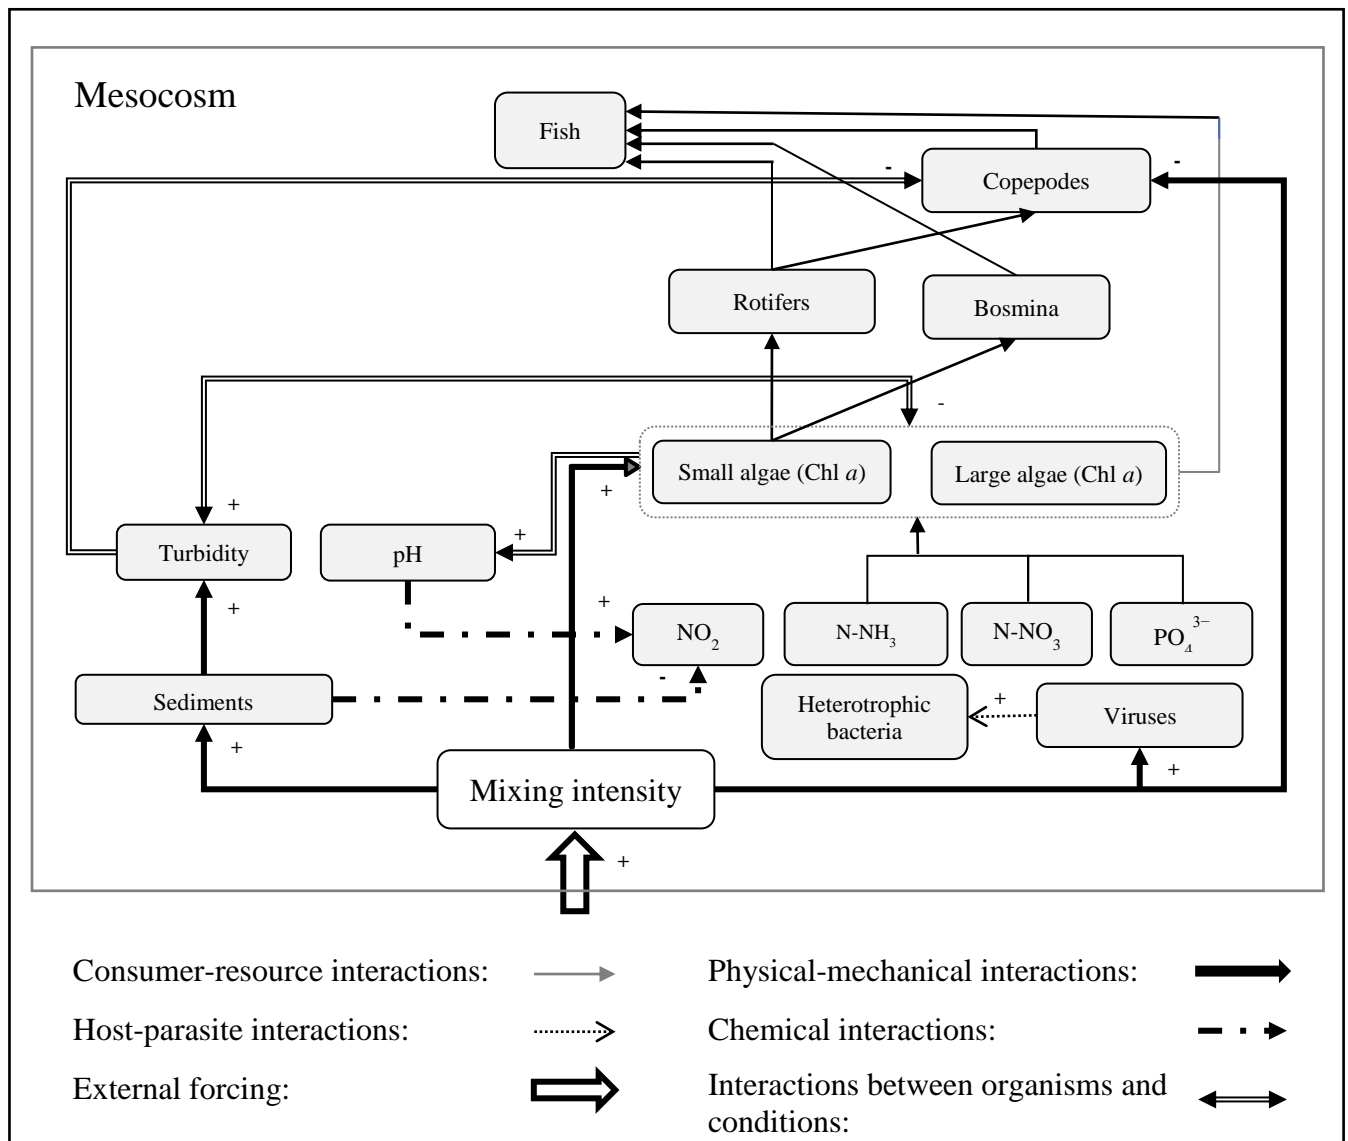 Mesocosm
Fish
-
-
Copepodes
Rotifers
Bosmina
-
Small algae (Chl a)
Large algae (Chl a)
+
+
+
Turbidity
pH
+
+
NO2
N-NH3
N-NO3
PO4 3−
-
Sediments
Heterotrophic
bacteria
+
Viruses
+
+
Mixing intensity
+
Consumer-resource interactions:
Physical-mechanical interactions:
Host-parasite interactions:
Chemical interactions:
External forcing:
Interactions between organisms and
conditions: